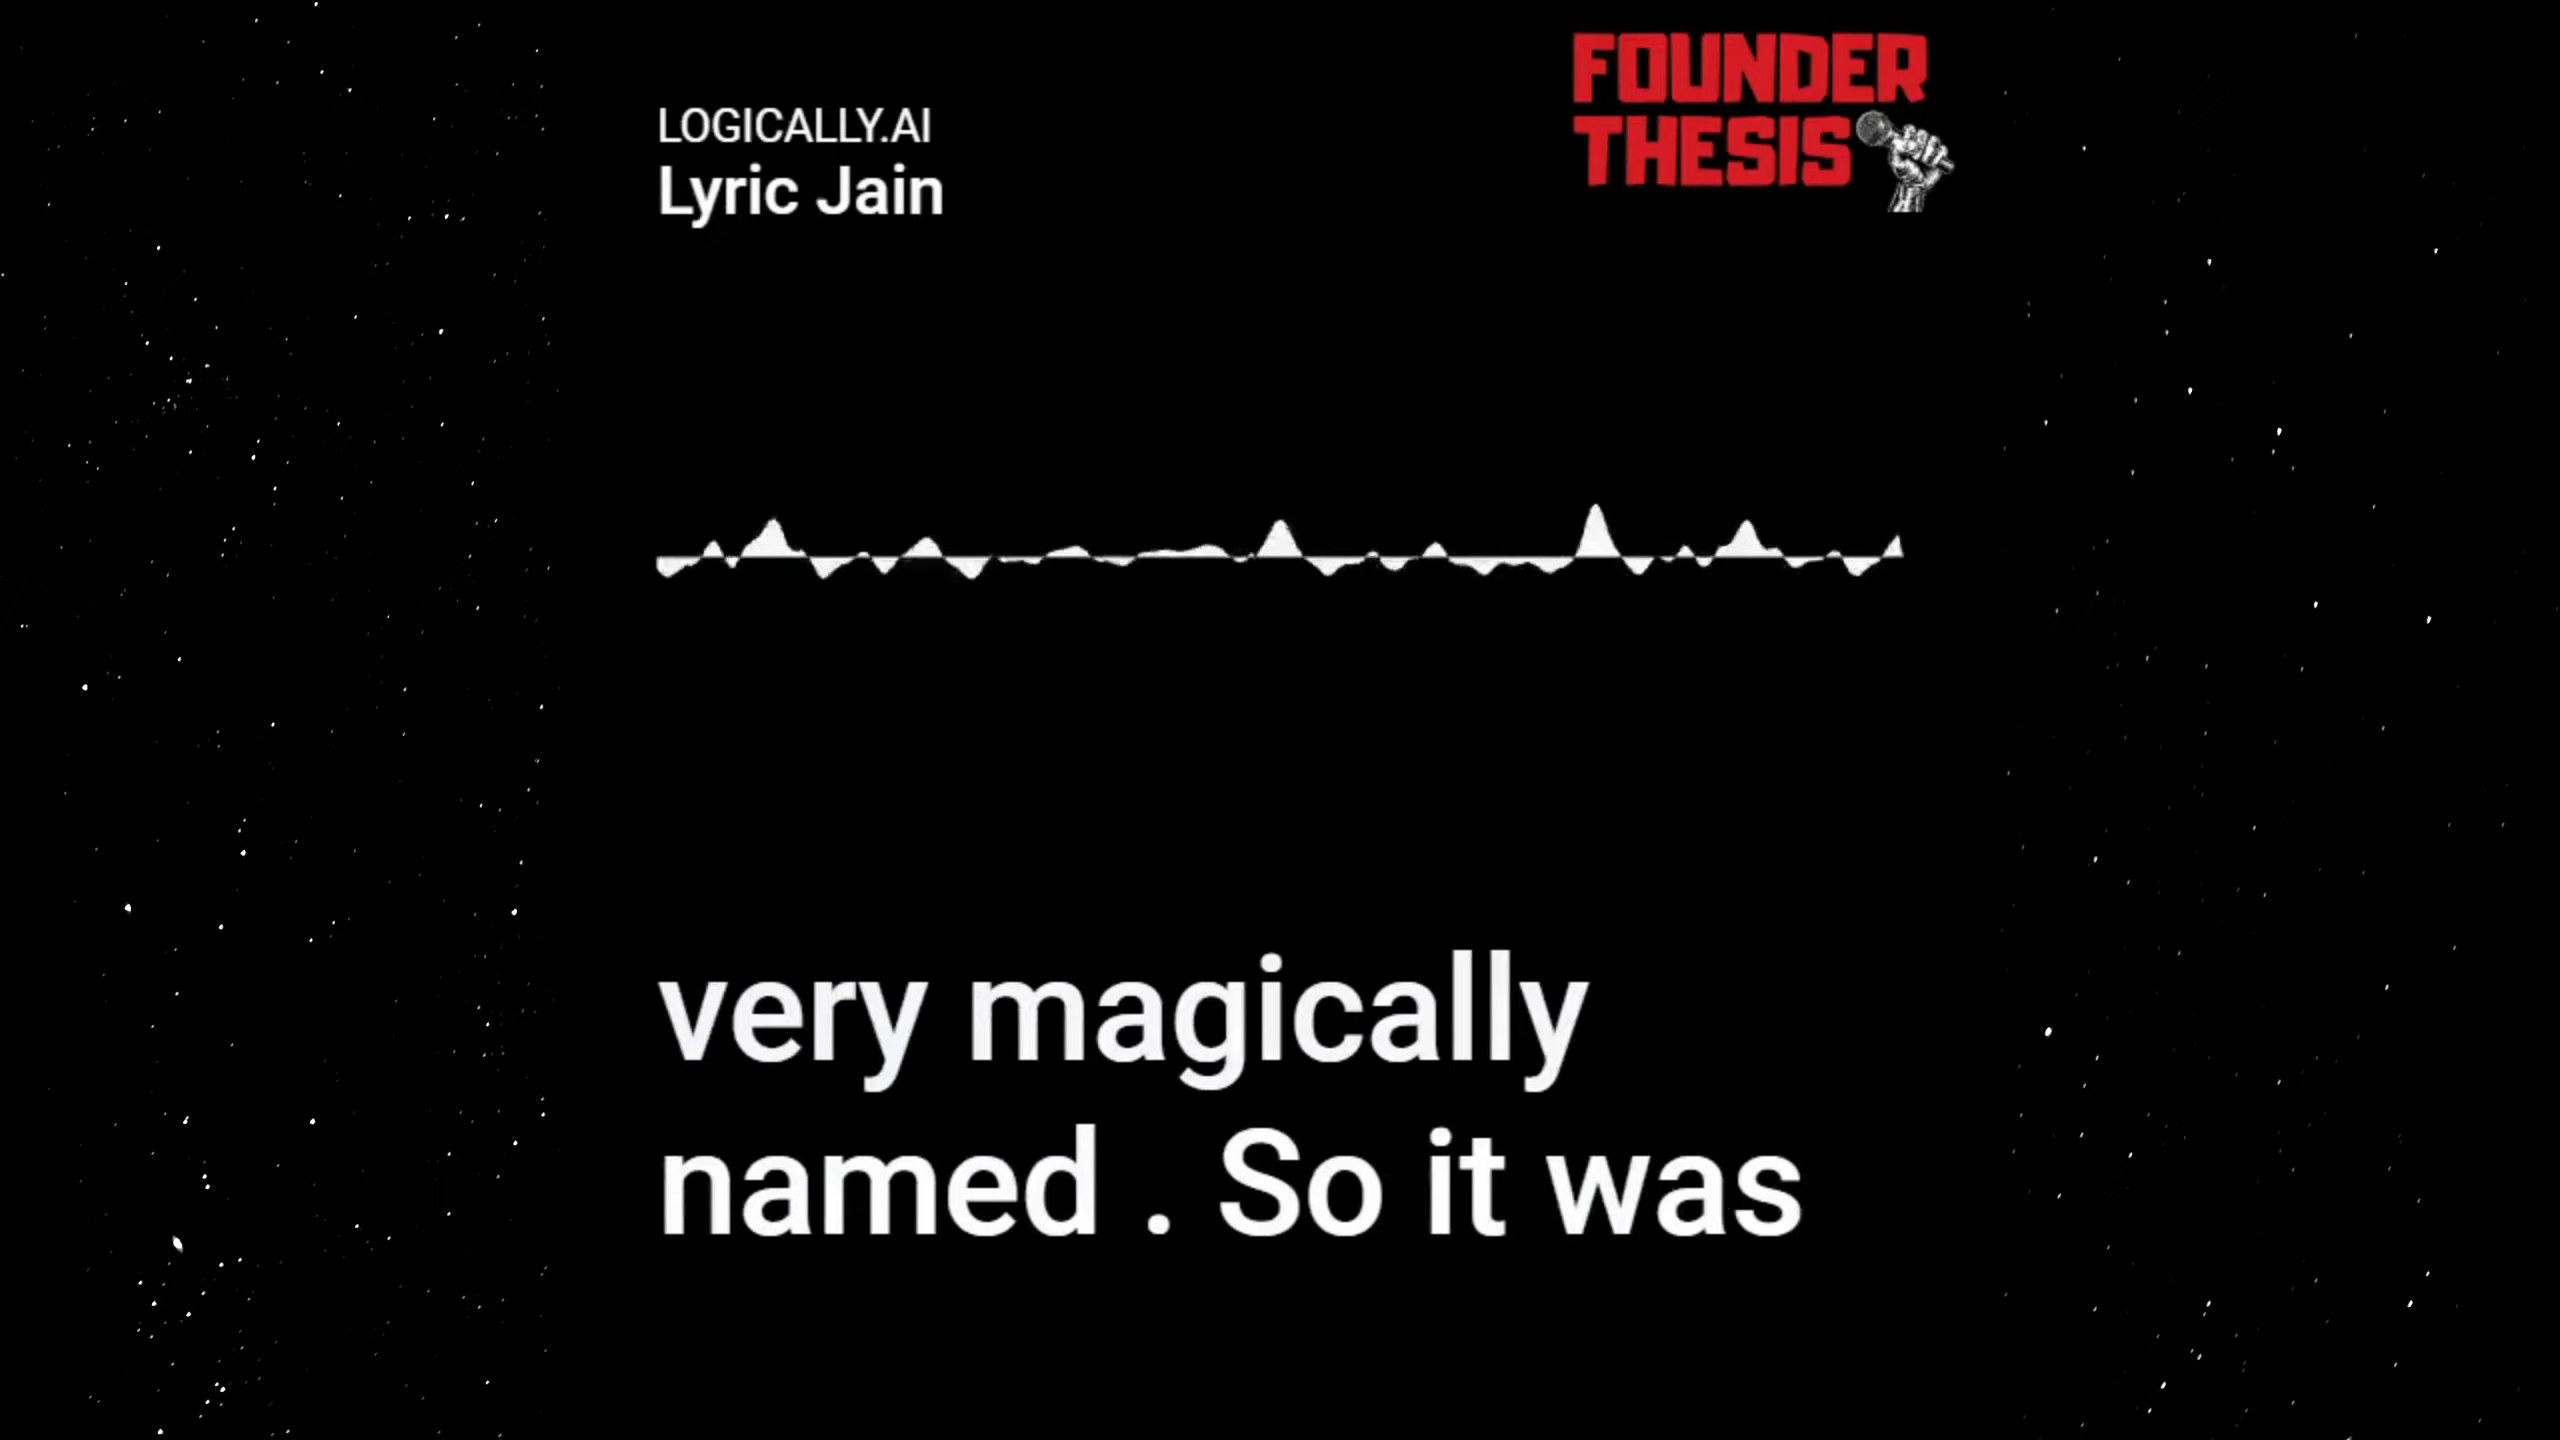 LOGICALLY.AI
Lyric Jain
FOUNDER
THESIS
very magically
named . So it was